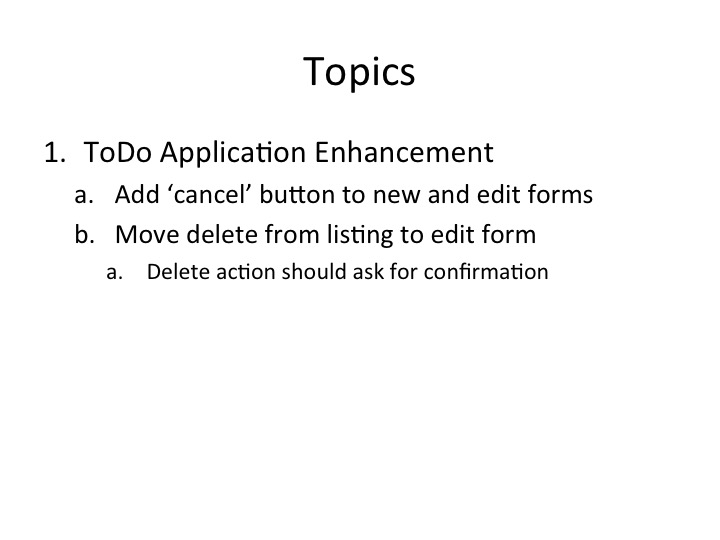 Topics
1. ToDo Application Enhancement
a. Add ‘cancel’ button to new and edit forms
b. Move delete from listing to edit form
a. Delete action should ask for confirmation